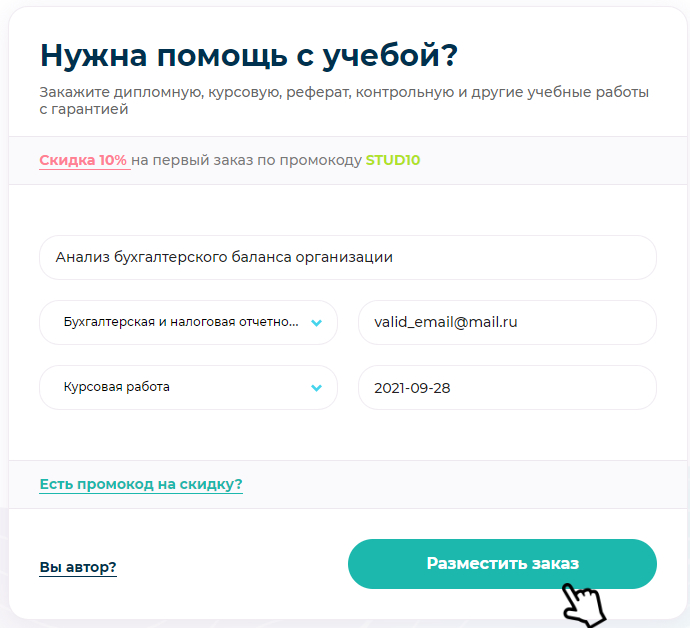 Нужна помощь с учебой?
Закажите дипломную, курсовую, реферат, контрольную и другие учебные работы
с гарантией
Скидка 10% на первый заказ по промокоду STUD10
Анализ бухгалтерского баланса организации
Бухгалтерская и налоговая отчетно... valid_email@mail.ru
Курсовая работа 2021-09-28
Есть промокод на скидку?
Вы автор? Разместить заказ